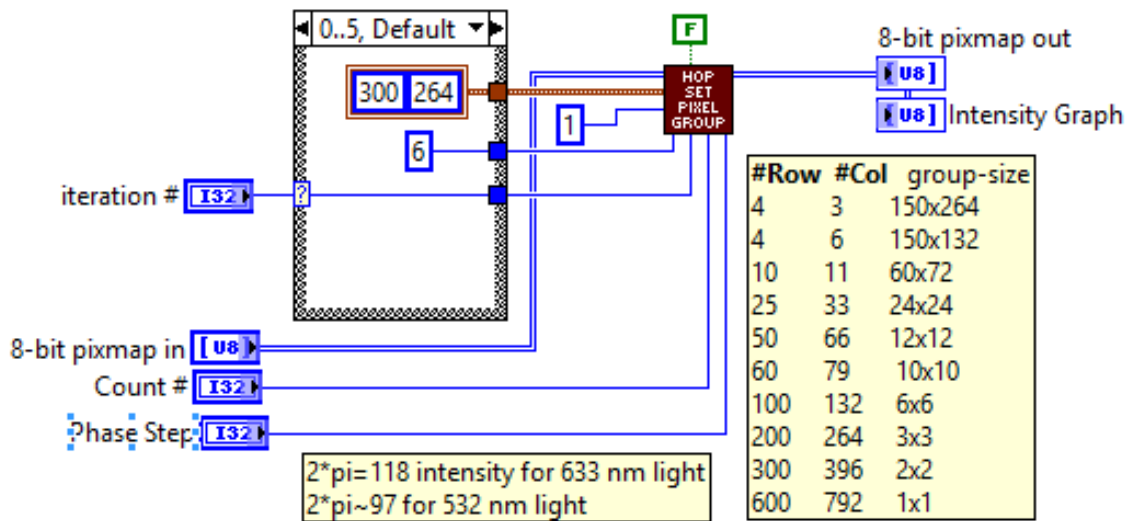 0..5, Default
F
8-bit pixmap out
300 264
HOP
SET
PIXEL
GROUP
U8
1
U8 Intensity Graph
6
iteration # I32
?
#Row #Col group-size
4 3 150x264
4 6 150x132
10 11 60x72
25 33 24x24
50 66 12x12
60 79 10x10
100 132 6x6
200 264 3x3
300 396 2x2
600 792 1x1
8-bit pixmap in U8
Count # I32
Phase Step I32
2*pi=118 intensity for 633 nm light
2*pi~97 for 532 nm light